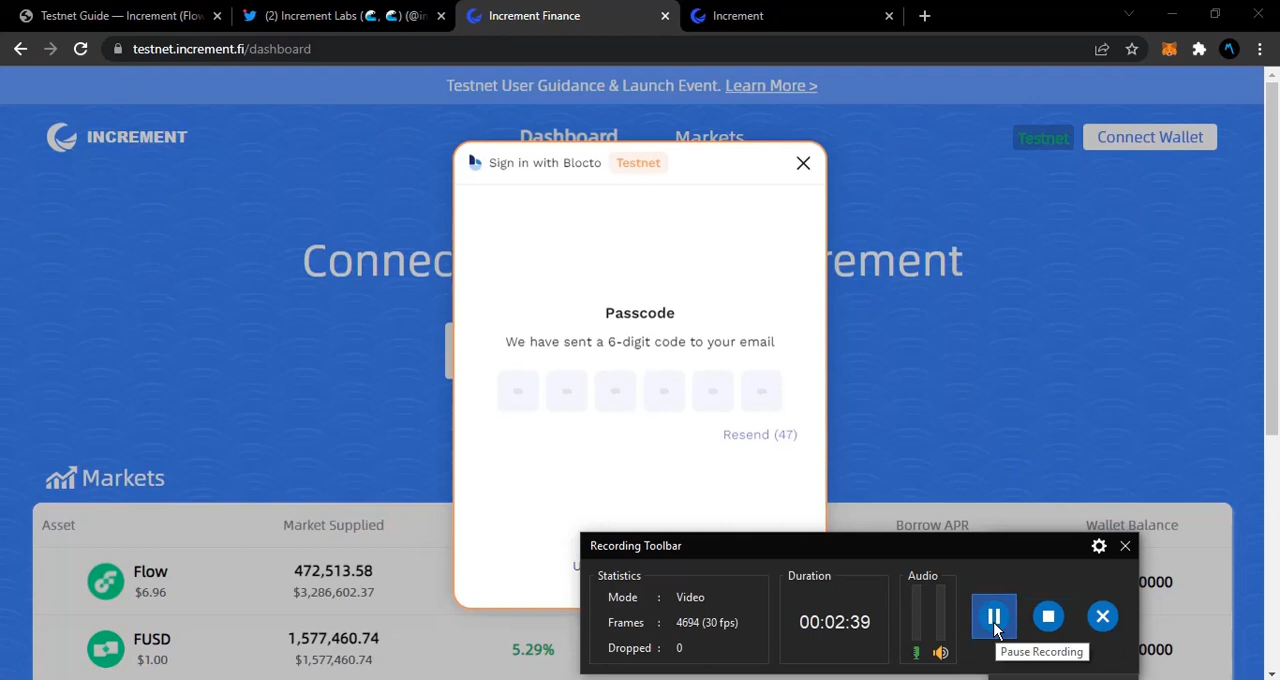 Testnet Guide — Increment (Flow
(2) Increment Labs (🌊, 🌊) (@in
Increment Finance
Increment
testnet.increment.fi/dashboard
Testnet User Guidance & Launch Event. Learn More >
INCREMENT
Dashboard
Markets
Testnet
Connect Wallet
Sign in with Blocto
Testnet
Connec
rement
Passcode
We have sent a 6-digit code to your email
Resend (47)
Markets
Asset
Market Supplied
Borrow APR
Wallet Balance
Flow
$6.96
472,513.58
$3,286,602.37
0000
FUSD
$1.00
1,577,460.74
$1,577,460.74
5.29%
0000
Recording Toolbar
Statistics
Mode : Video
Frames : 4694 (30 fps)
Dropped : 0
Duration
00:02:39
Audio
Pause Recording